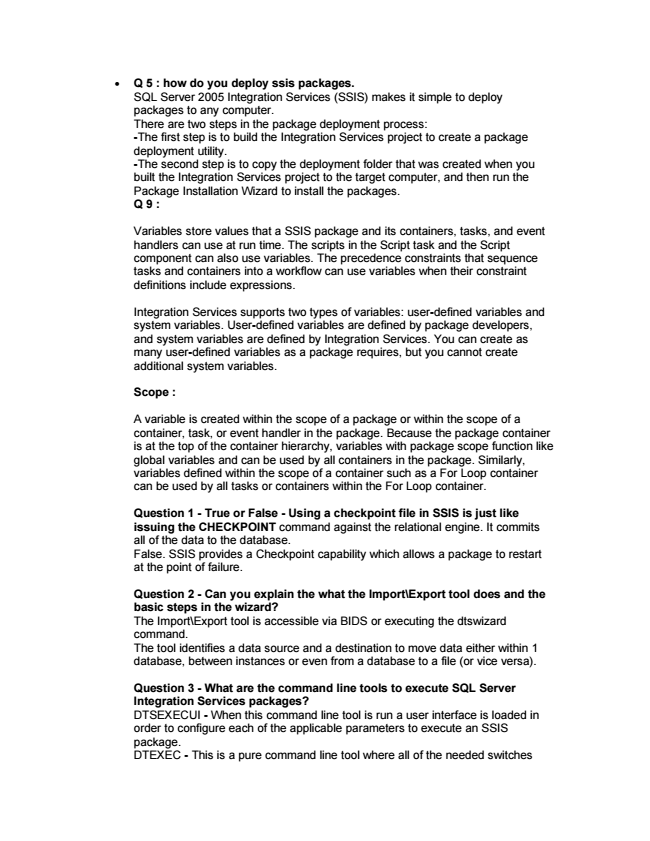 • Q 5 : how do you deploy ssis packages.
SQL Server 2005 Integration Services (SSIS) makes it simple to deploy
packages to any computer.
There are two steps in the package deployment process:
-The first step is to build the Integration Services project to create a package
deployment utility.
-The second step is to copy the deployment folder that was created when you
built the Integration Services project to the target computer, and then run the
Package Installation Wizard to install the packages.
Q 9 :
Variables store values that a SSIS package and its containers, tasks, and event
handlers can use at run time. The scripts in the Script task and the Script
component can also use variables. The precedence constraints that sequence
tasks and containers into a workflow can use variables when their constraint
definitions include expressions.
Integration Services supports two types of variables: user-defined variables and
system variables. User-defined variables are defined by package developers,
and system variables are defined by Integration Services. You can create as
many user-defined variables as a package requires, but you cannot create
additional system variables.
Scope :
A variable is created within the scope of a package or within the scope of a
container, task, or event handler in the package. Because the package container
is at the top of the container hierarchy, variables with package scope function like
global variables and can be used by all containers in the package. Similarly,
variables defined within the scope of a container such as a For Loop container
can be used by all tasks or containers within the For Loop container.
Question 1 - True or False - Using a checkpoint file in SSIS is just like
issuing the CHECKPOINT command against the relational engine. It commits
all of the data to the database.
False. SSIS provides a Checkpoint capability which allows a package to restart
at the point of failure.
Question 2 - Can you explain the what the Import\Export tool does and the
basic steps in the wizard?
The Import\Export tool is accessible via BIDS or executing the dtswizard
command.
The tool identifies a data source and a destination to move data either within 1
database, between instances or even from a database to a file (or vice versa).
Question 3 - What are the command line tools to execute SQL Server
Integration Services packages?
DTSEXECUI - When this command line tool is run a user interface is loaded in
order to configure each of the applicable parameters to execute an SSIS
package.
DTEXEC - This is a pure command line tool where all of the needed switches